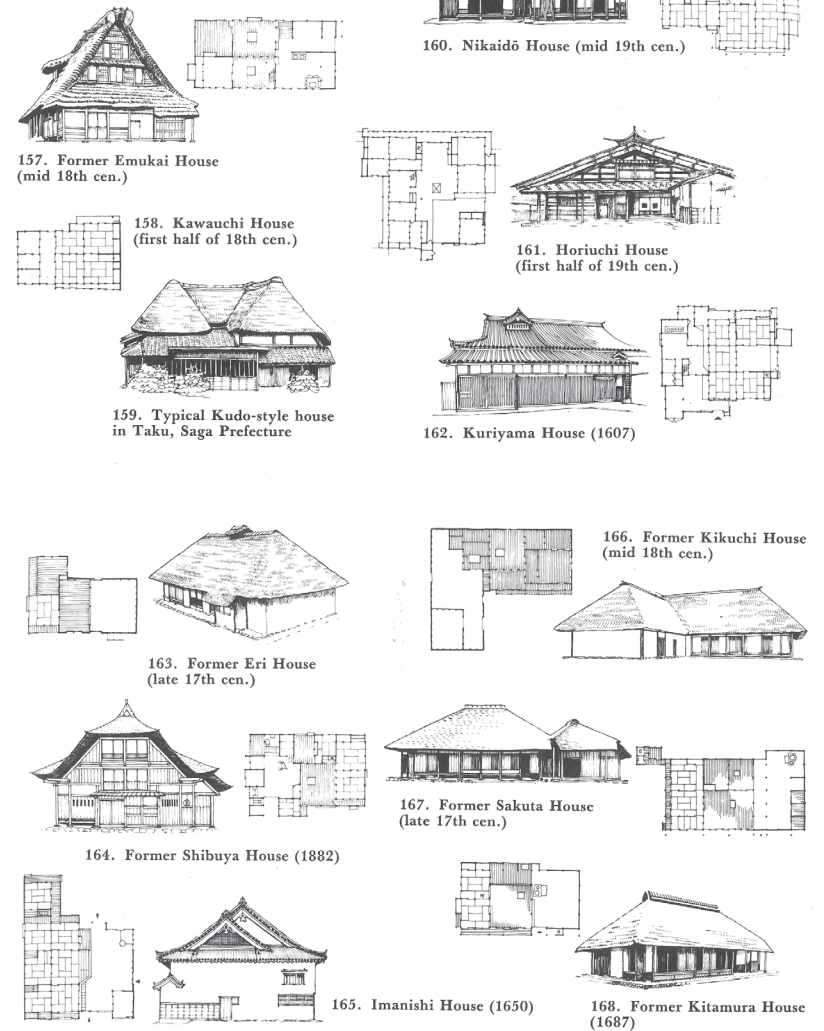 160. Nikaidō House (mid 19th cen.)
157. Former Emukai House
(mid 18th cen.)
158. Kawauchi House
(first half of 18th cen.)
161. Horiuchi House
(first half of 19th cen.)
159. Typical Kudo-style house
in Taku, Saga Prefecture
162. Kuriyama House (1607)
166. Former Kikuchi House
(mid 18th cen.)
163. Former Eri House
(late 17th cen.)
167. Former Sakuta House
(late 17th cen.)
164. Former Shibuya House (1882)
165. Imanishi House (1650)
168. Former Kitamura House
(1687)